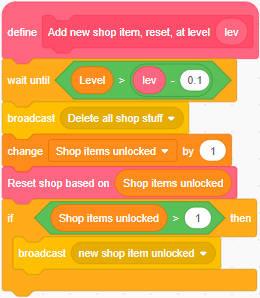 define Add new shop item, reset, at level lev
wait until Level > lev - 0.1
broadcast Delete all shop stuff
change Shop items unlocked by 1
Reset shop based on Shop items unlocked
if Shop items unlocked > 1 then
broadcast new shop item unlocked